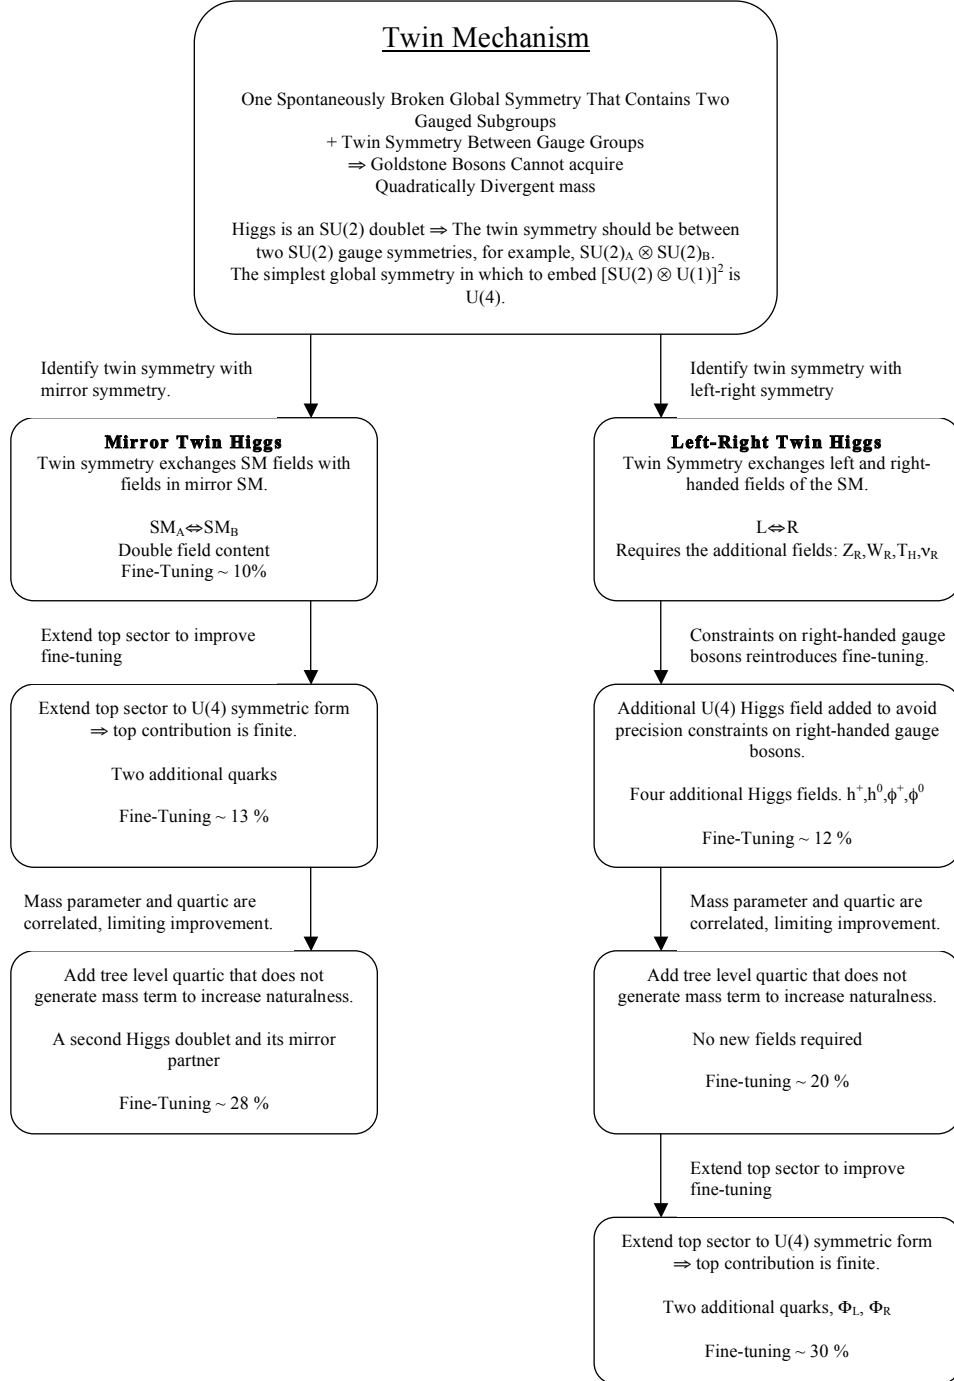 Twin Mechanism
One Spontaneously Broken Global Symmetry That Contains Two
Gauged Subgroups
+ Twin Symmetry Between Gauge Groups
⇒ Goldstone Bosons Cannot acquire
Quadratically Divergent mass
Higgs is an SU(2) doublet ⇒ The twin symmetry should be between
two SU(2) gauge symmetries, for example, SU(2)_A ⊗ SU(2)_B.
The simplest global symmetry in which to embed [SU(2) ⊗ U(1)]² is
U(4).
Identify twin symmetry with
mirror symmetry.
Mirror Twin Higgs
Twin symmetry exchanges SM fields with
fields in mirror SM.
SM_A⇔SM_B
Double field content
Fine-Tuning ~ 10%
Extend top sector to improve
fine-tuning
Extend top sector to U(4) symmetric form
⇒ top contribution is finite.
Two additional quarks
Fine-Tuning ~ 13 %
Mass parameter and quartic are
correlated, limiting improvement.
Add tree level quartic that does not
generate mass term to increase naturalness.
A second Higgs doublet and its mirror
partner
Fine-Tuning ~ 28 %
Identify twin symmetry with
left-right symmetry
Left-Right Twin Higgs
Twin Symmetry exchanges left and right-
handed fields of the SM.
L⇔R
Requires the additional fields: Z_R,W_R,T_H,ν_R
Constraints on right-handed gauge
bosons reintroduces fine-tuning.
Additional U(4) Higgs field added to avoid
precision constraints on right-handed gauge
bosons.
Four additional Higgs fields. h⁺,h⁰,ϕ⁺,ϕ⁰
Fine-Tuning ~ 12 %
Mass parameter and quartic are
correlated, limiting improvement.
Add tree level quartic that does not
generate mass term to increase naturalness.
No new fields required
Fine-tuning ~ 20 %
Extend top sector to improve
fine-tuning
Extend top sector to U(4) symmetric form
⇒ top contribution is finite.
Two additional quarks, Φ_L, Φ_R
Fine-tuning ~ 30 %